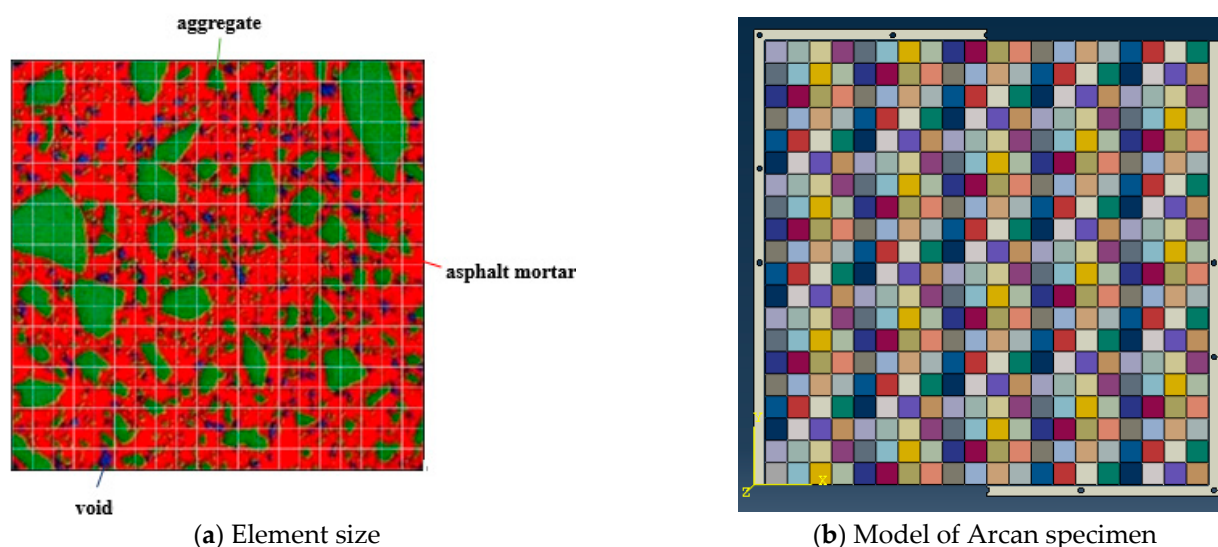 aggregate
asphalt mortar
void
(a) Element size
Y
Z
X
(b) Model of Arcan specimen